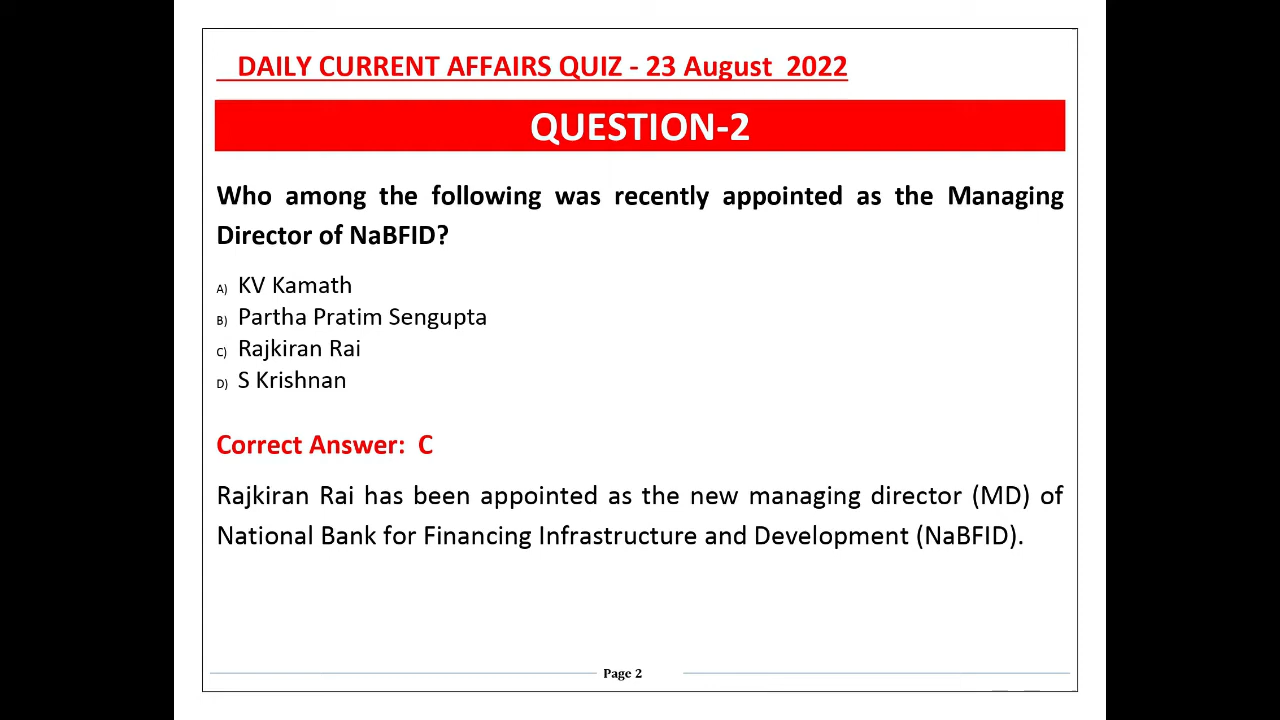 DAILY CURRENT AFFAIRS QUIZ - 23 August 2022
QUESTION-2
Who among the following was recently appointed as the Managing
Director of NaBFID?
A) KV Kamath
B) Partha Pratim Sengupta
C) Rajkiran Rai
D) S Krishnan
Correct Answer: C
Rajkiran Rai has been appointed as the new managing director (MD) of
National Bank for Financing Infrastructure and Development (NaBFID).
Page 2